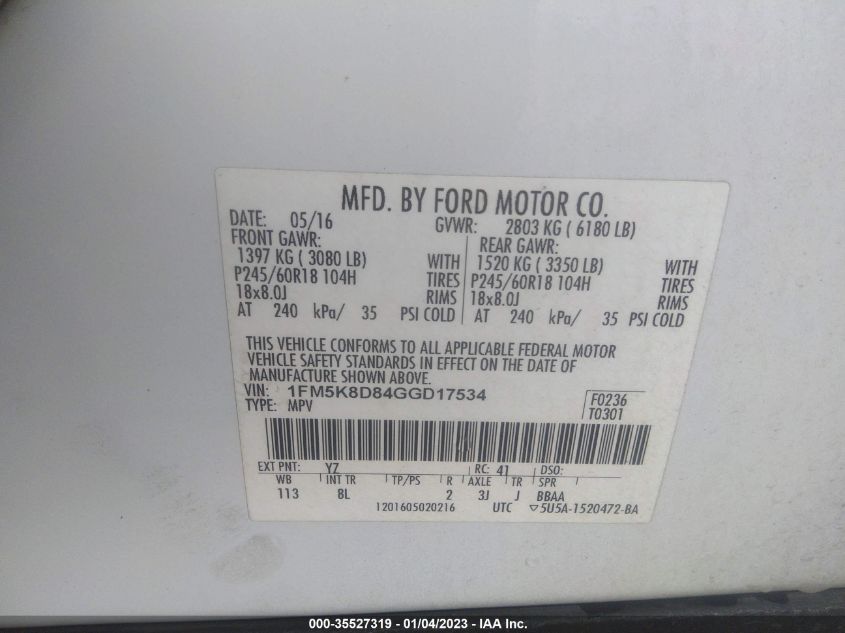 MFD. BY FORD MOTOR CO.
DATE: 05/16 GVWR: 2803 KG ( 6180 LB)
FRONT GAWR: REAR GAWR:
1397 KG ( 3080 LB) WITH 1520 KG ( 3350 LB) WITH
P245/60R18 104H TIRES P245/60R18 104H TIRES
18x8.0J RIMS 18x8.0J RIMS
AT 240 kPa/ 35 PSI COLD AT 240 kPa/ 35 PSI COLD
THIS VEHICLE CONFORMS TO ALL APPLICABLE FEDERAL MOTOR
VEHICLE SAFETY STANDARDS IN EFFECT ON THE DATE OF
MANUFACTURE SHOWN ABOVE.
VIN: 1FM5K8D84GGD17534 F0236
TYPE: MPV T0301
EXT PNT: YZ RC: 41 DSO:
WB INT TR TP/PS R AXLE TR SPR
113 8L 2 3J J BBAA
1201605020216 UTC ▽5U5A-1520472-BA
000-35527319 - 01/04/2023 - IAA Inc.